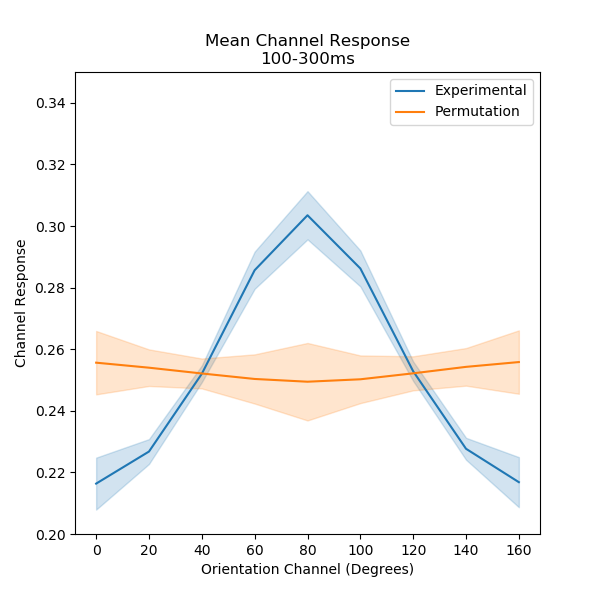 Mean Channel Response
100-300ms
Experimental
Permutation
Channel Response
0.34
0.32
0.30
0.28
0.26
0.24
0.22
0.20
0 20 40 60 80 100 120 140 160
Orientation Channel (Degrees)